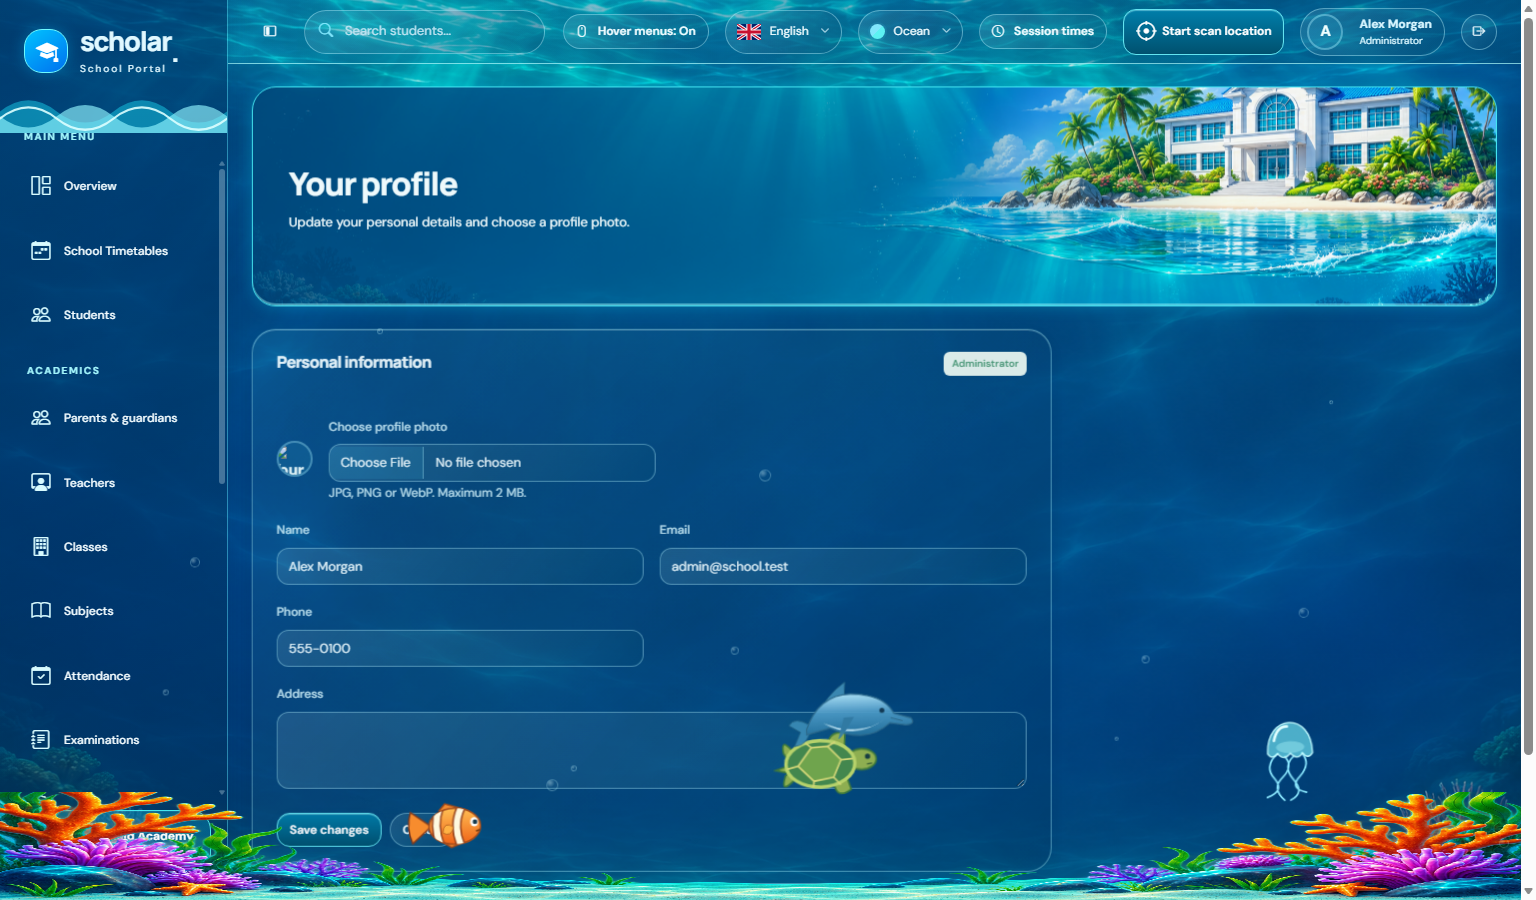 scholar.
School Portal
Search students...
Hover menus: On
English
Ocean
Session times
Start scan location
A
Alex Morgan
Administrator
MAIN MENU
Overview
School Timetables
Students
ACADEMICS
Parents & guardians
Teachers
Classes
Subjects
Attendance
Examinations
Academy
Your profile
Update your personal details and choose a profile photo.
Personal information
Administrator
Choose profile photo
Choose File
No file chosen
JPG, PNG or WebP. Maximum 2 MB.
Name
Email
Alex Morgan
admin@school.test
Phone
555-0100
Address
Save changes